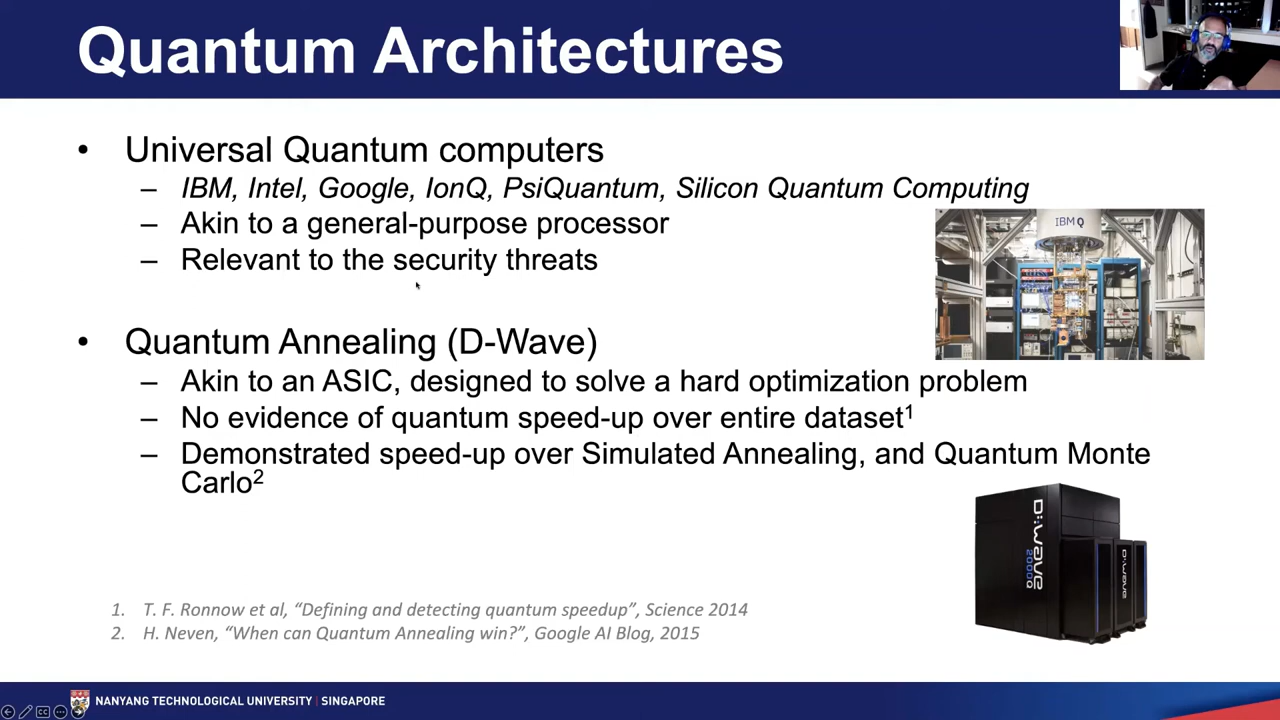 Quantum Architectures
• Universal Quantum computers
– IBM, Intel, Google, IonQ, PsiQuantum, Silicon Quantum Computing
– Akin to a general-purpose processor
– Relevant to the security threats
IBM Q
• Quantum Annealing (D-Wave)
– Akin to an ASIC, designed to solve a hard optimization problem
– No evidence of quantum speed-up over entire dataset¹
– Demonstrated speed-up over Simulated Annealing, and Quantum Monte
Carlo²
D:Wave
2000Q
D:Wave
1. T. F. Ronnow et al, “Defining and detecting quantum speedup”, Science 2014
2. H. Neven, “When can Quantum Annealing win?”, Google AI Blog, 2015
NANYANG TECHNOLOGICAL UNIVERSITY | SINGAPORE
CC